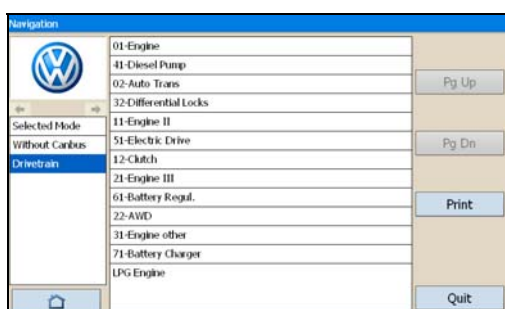 Navigation
Selected Mode
Without Canbus
Drivetrain
01-Engine
41-Diesel Pump
02-Auto Trans
32-Differential Locks
11-Engine II
51-Electric Drive
12-Clutch
21-Engine III
61-Battery Regul.
22-AWD
31-Engine other
71-Battery Charger
LPG Engine
Pg Up
Pg Dn
Print
Quit